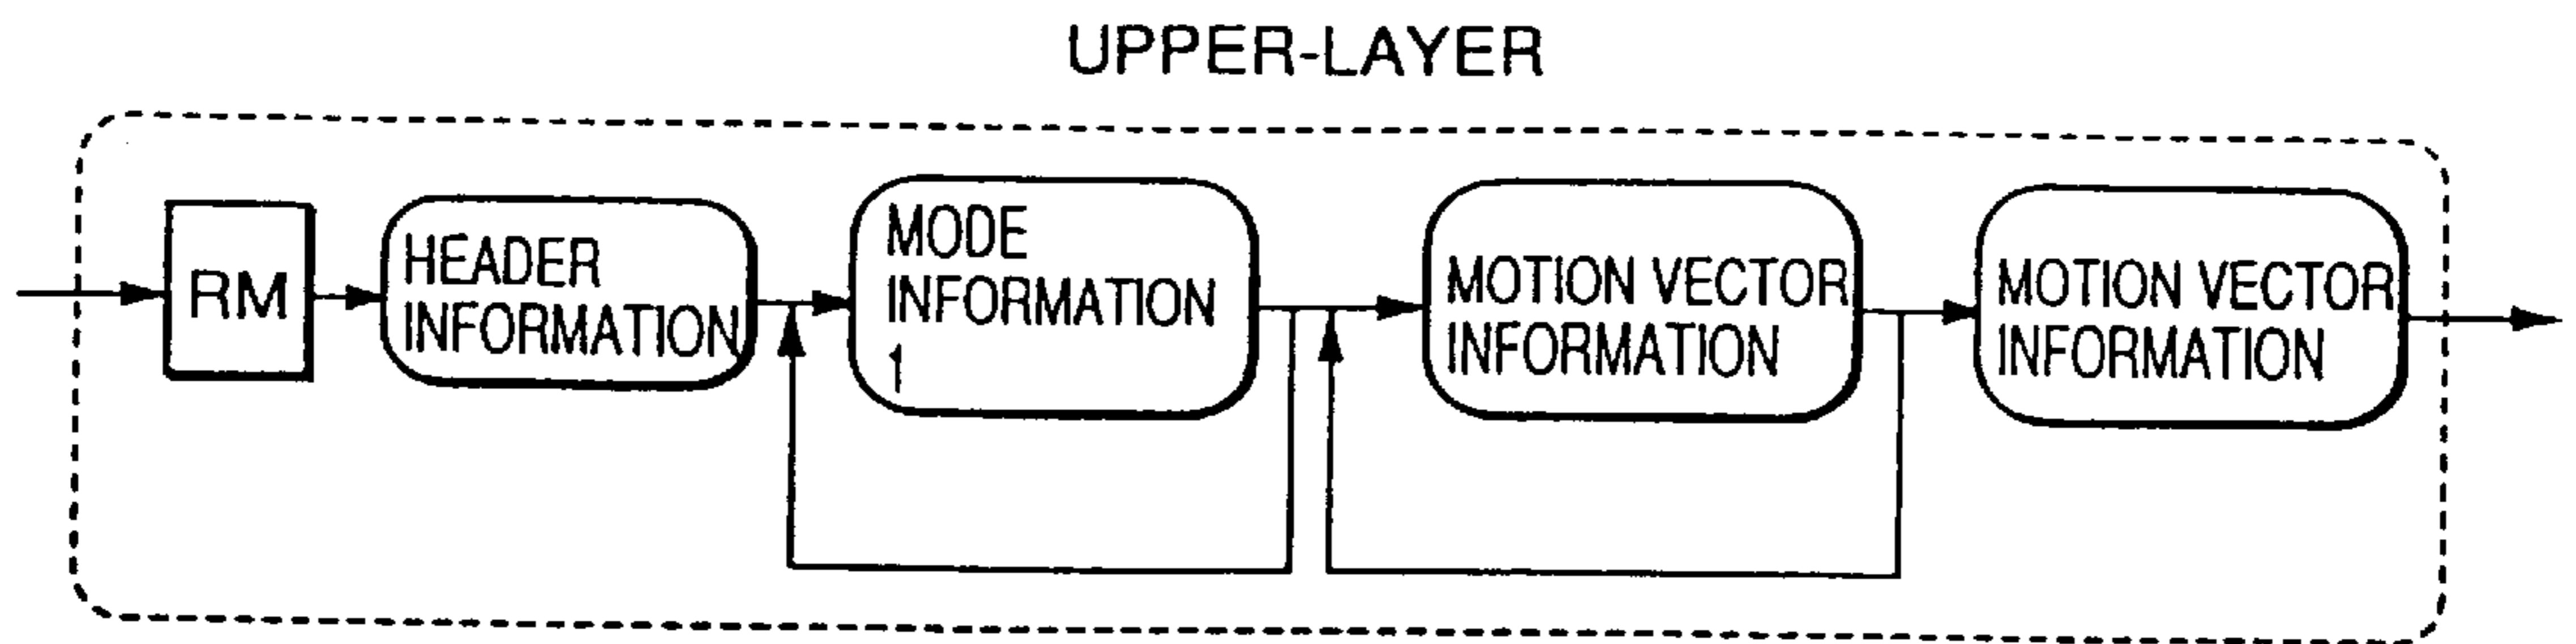 UPPER-LAYER
RM
HEADER
INFORMATION
MODE
INFORMATION
1
MOTION VECTOR
INFORMATION
MOTION VECTOR
INFORMATION